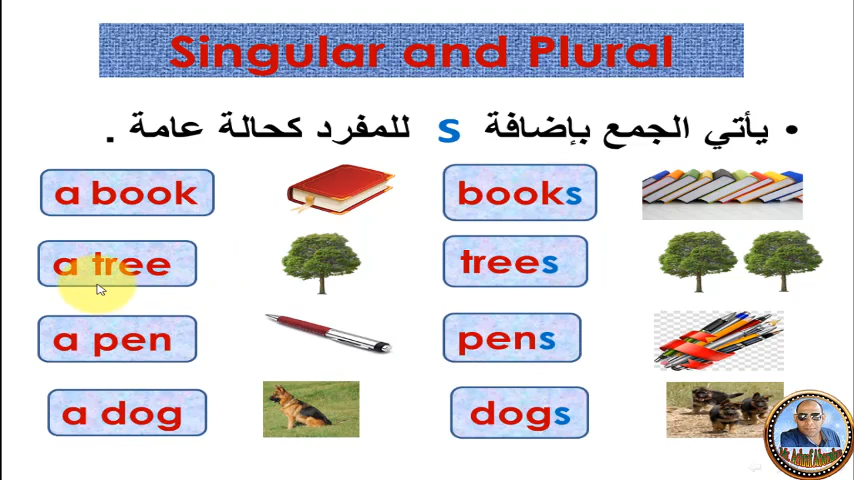 Singular and Plural
• يأتي الجمع بإضافة s للمفرد كحالة عامة .
a book
books
a tree
trees
a pen
pens
a dog
dogs